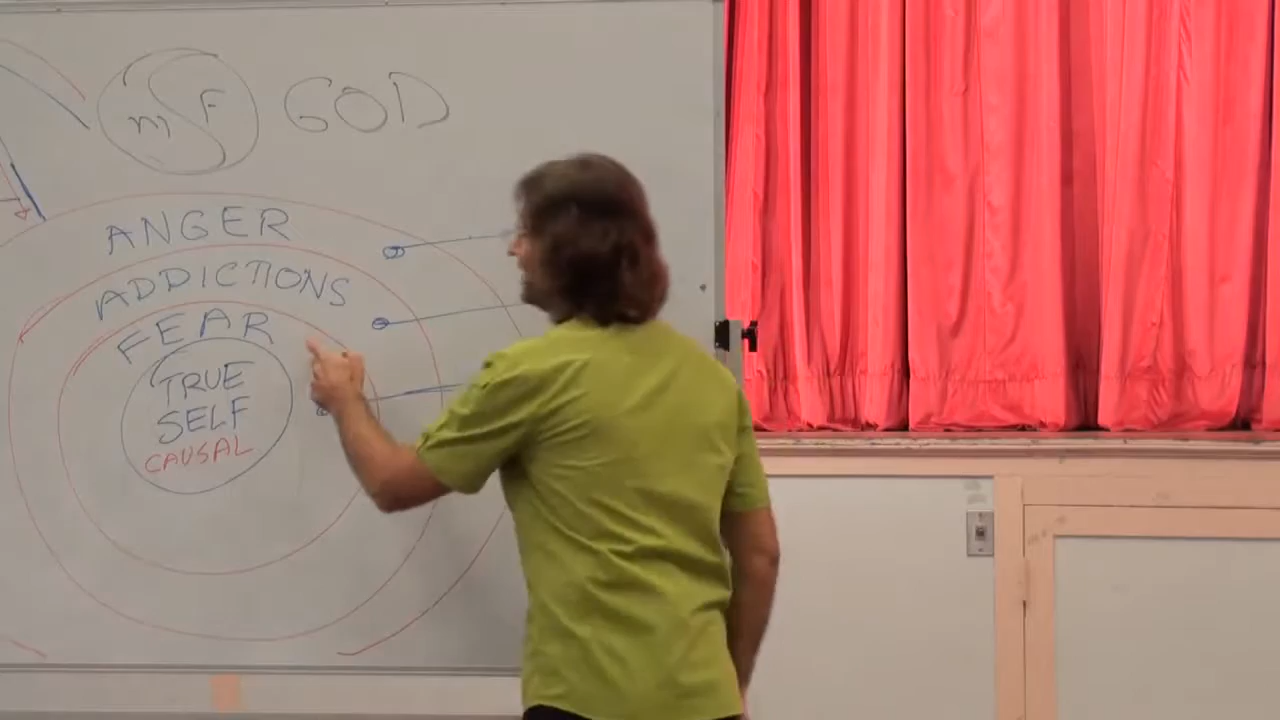 m F GOD
ANGER
ADDICTIONS
FEAR
TRUE
SELF
CAUSAL